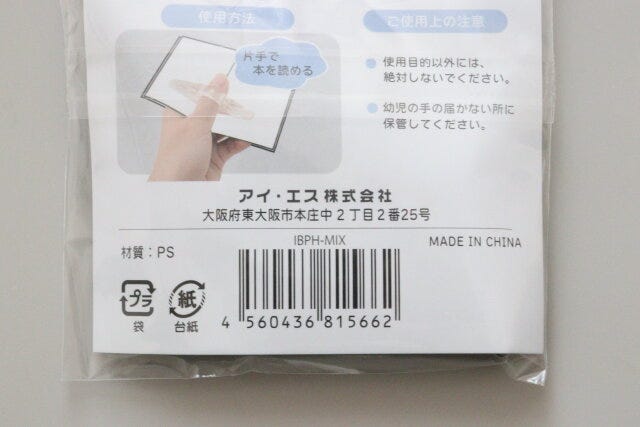 使用方法
ご使用上の注意
片手で
本を読める
使用目的以外には、
絶対しないでください。
幼児の手の届かない所に
保管してください。
アイ・エス株式会社
大阪府東大阪市本庄中2丁目2番25号
IBPH-MIX
MADE IN CHINA
材質：PS
プラ
袋
紙
台紙
4 560436 815662